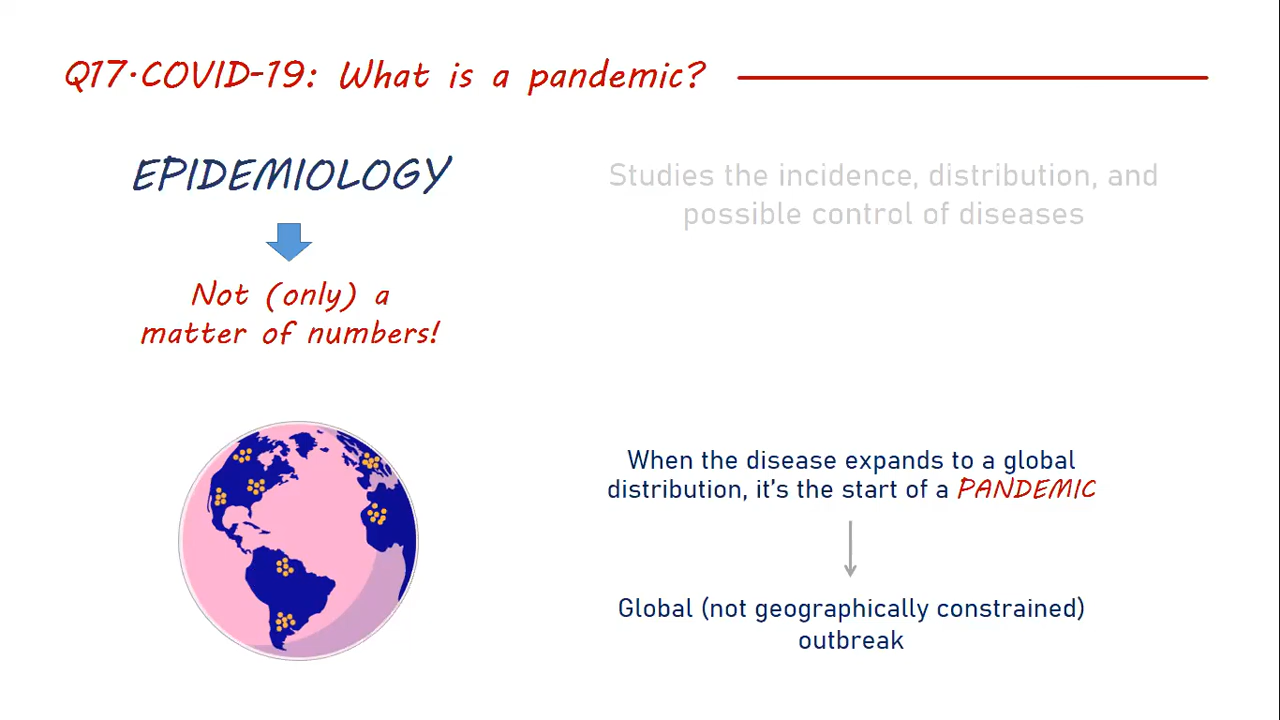 Q17·COVID-19: What is a pandemic?
EPIDEMIOLOGY
Not (only) a
matter of numbers!
Studies the incidence, distribution, and
possible control of diseases
When the disease expands to a global
distribution, it's the start of a PANDEMIC
Global (not geographically constrained)
outbreak